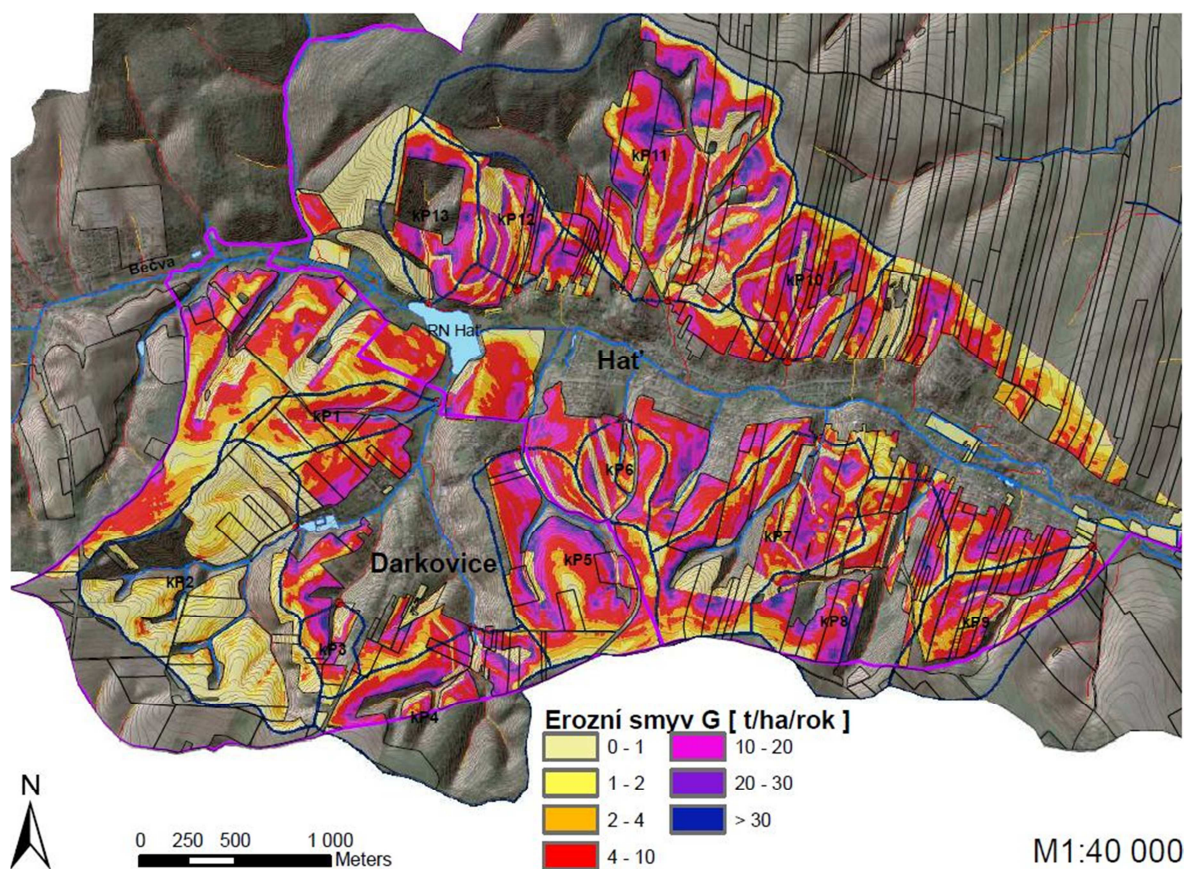 kP11
kP13
kP12
Bečva
kP10
RN Hať
Hať
kP1
kP6
kP7
Darkovice
kP5
kP2
kP8
kP9
kP3
kP4
Erozní smyv G [ t/ha/rok ]
0 - 1
10 - 20
1 - 2
20 - 30
2 - 4
> 30
4 - 10
N
0 250 500 1 000
Meters
M1:40 000